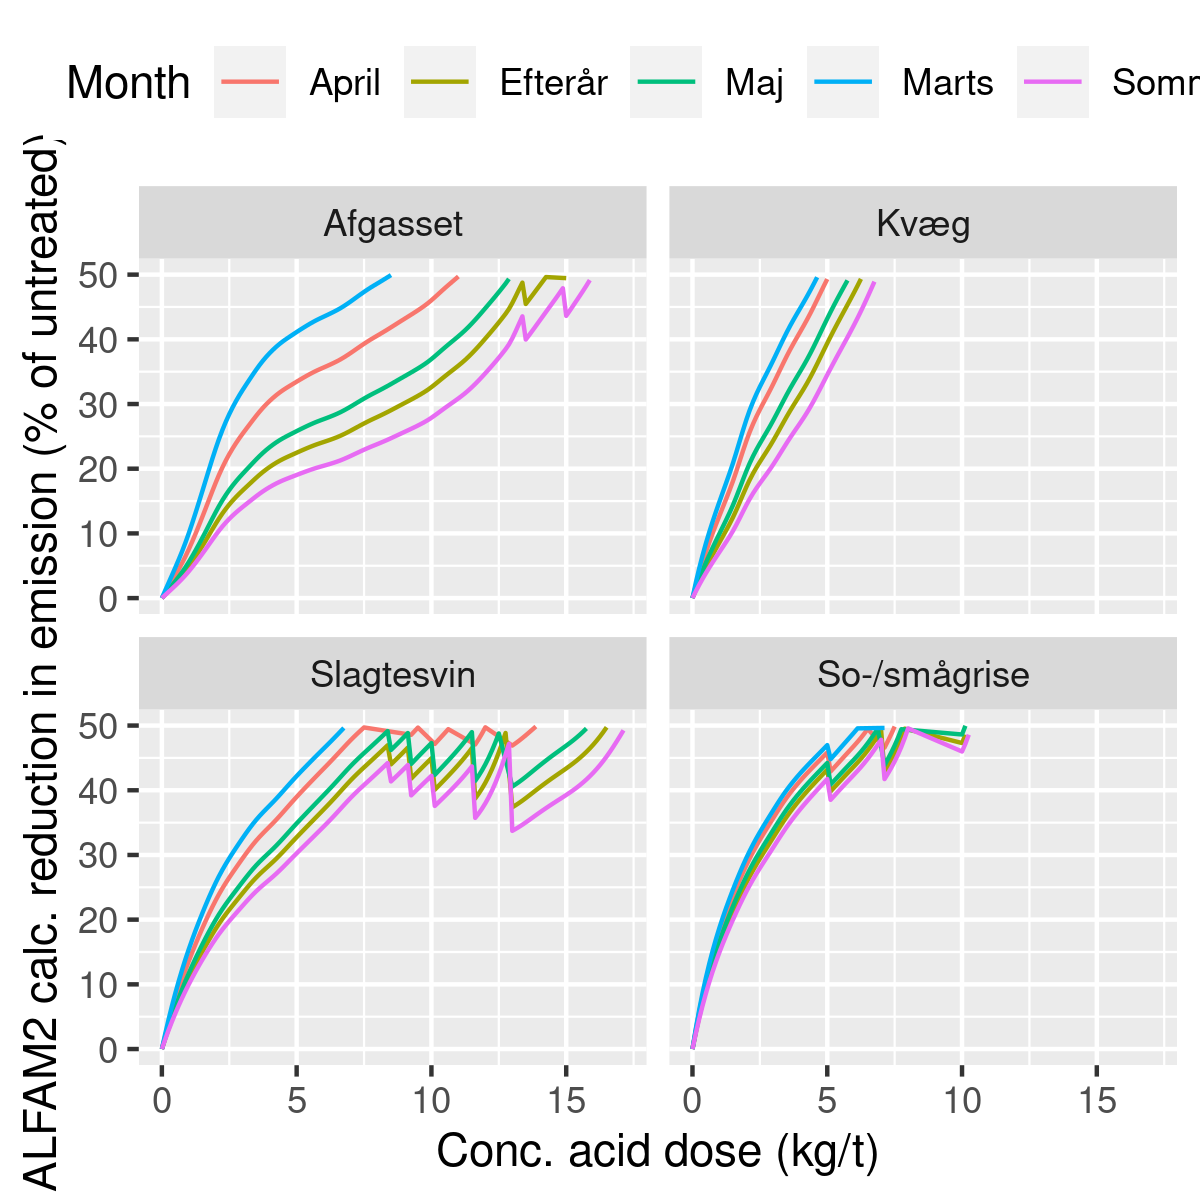 Month April Efterår Maj Marts Somm
ALFAM2 calc. reduction in emission (% of untreated)
Afgasset Kvæg
50
40
30
20
10
0
Slagtesvin So-/smågrise
50
40
30
20
10
0
0 5 10 15 0 5 10 15
Conc. acid dose (kg/t)